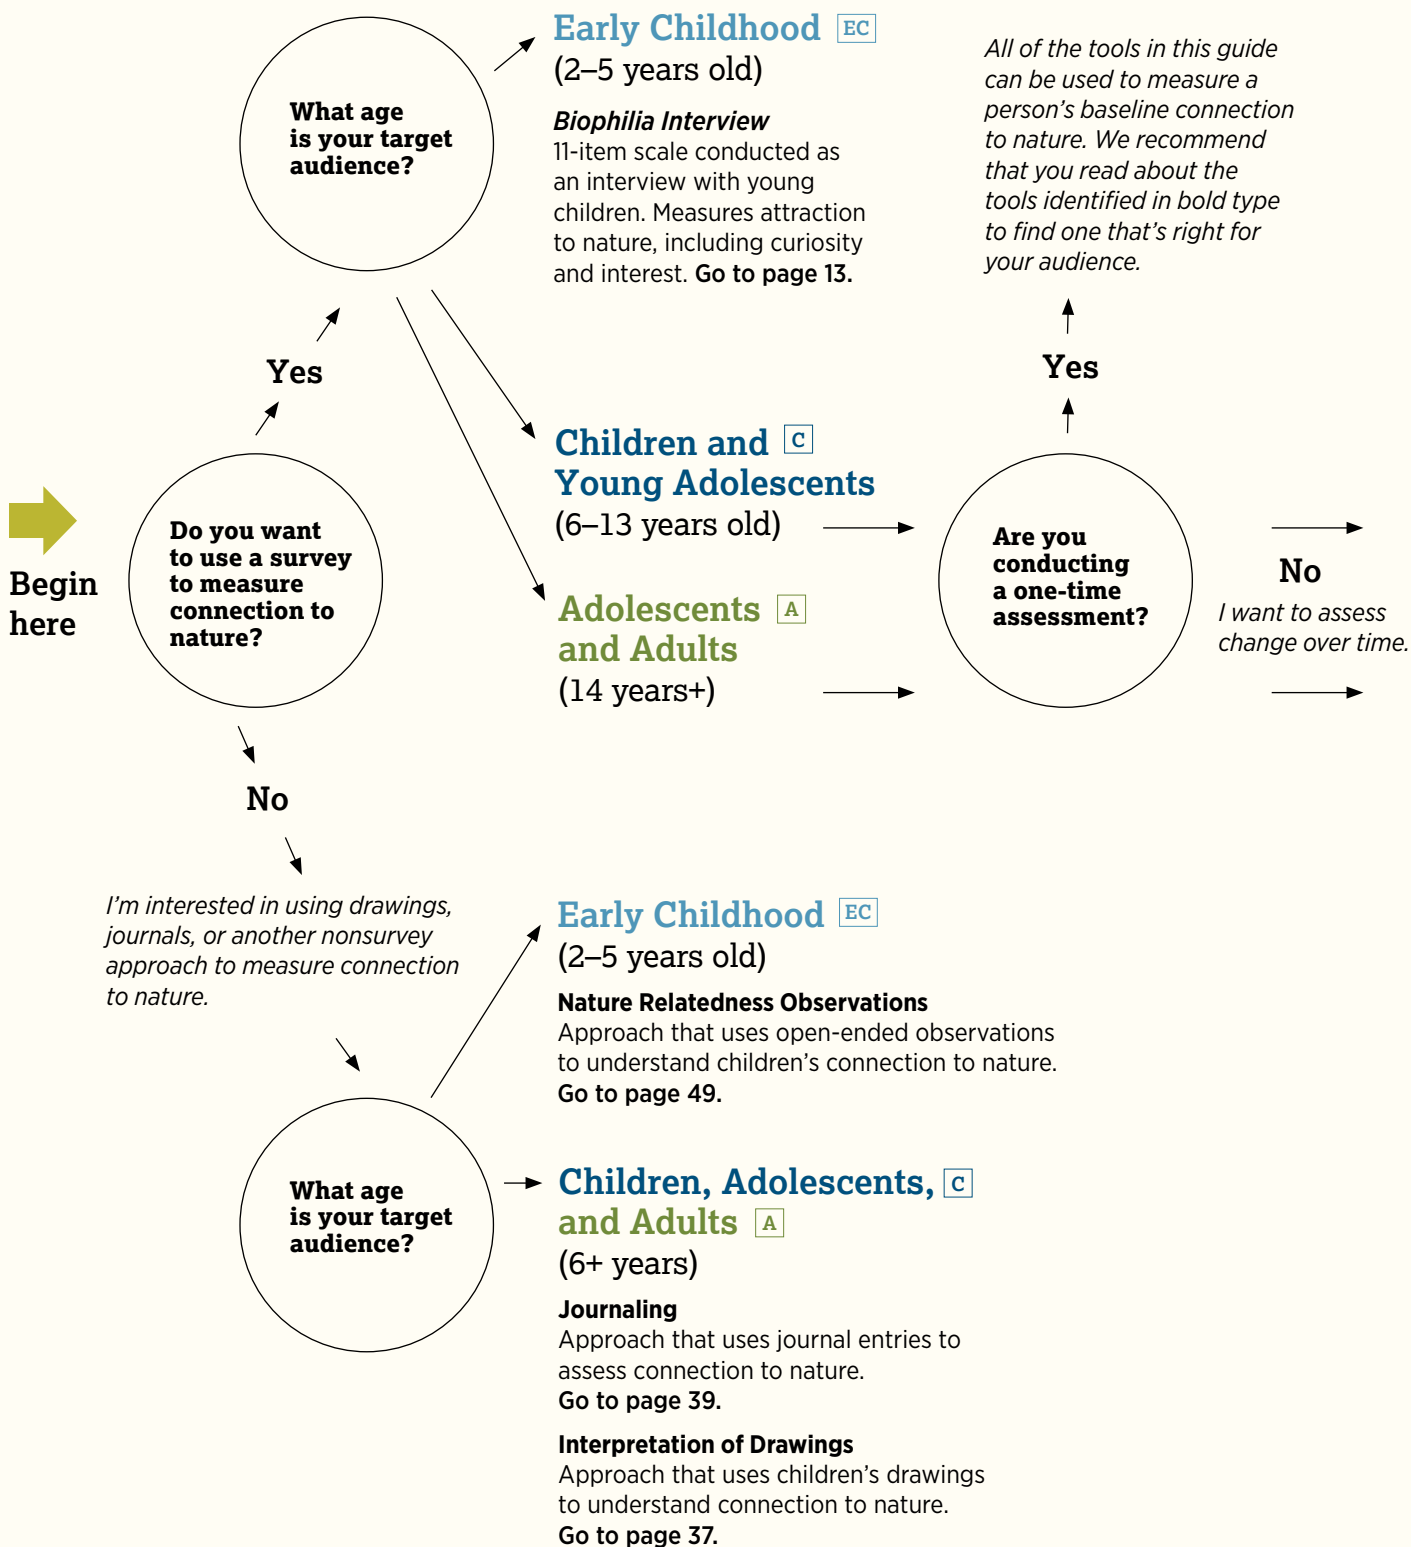 Begin
here
Do you want
to use a survey
to measure
connection to
nature?
Yes
What age
is your target
audience?
Early Childhood EC
(2–5 years old)
Biophilia Interview
11-item scale conducted as
an interview with young
children. Measures attraction
to nature, including curiosity
and interest. Go to page 13.
Children and C
Young Adolescents
(6–13 years old)
Adolescents A
and Adults
(14 years+)
Are you
conducting
a one-time
assessment?
Yes
All of the tools in this guide
can be used to measure a
person's baseline connection
to nature. We recommend
that you read about the
tools identified in bold type
to find one that's right for
your audience.
No
I want to assess
change over time.
No
I'm interested in using drawings,
journals, or another nonsurvey
approach to measure connection
to nature.
What age
is your target
audience?
Early Childhood EC
(2–5 years old)
Nature Relatedness Observations
Approach that uses open-ended observations
to understand children's connection to nature.
Go to page 49.
Children, Adolescents, C
and Adults A
(6+ years)
Journaling
Approach that uses journal entries to
assess connection to nature.
Go to page 39.
Interpretation of Drawings
Approach that uses children's drawings
to understand connection to nature.
Go to page 37.